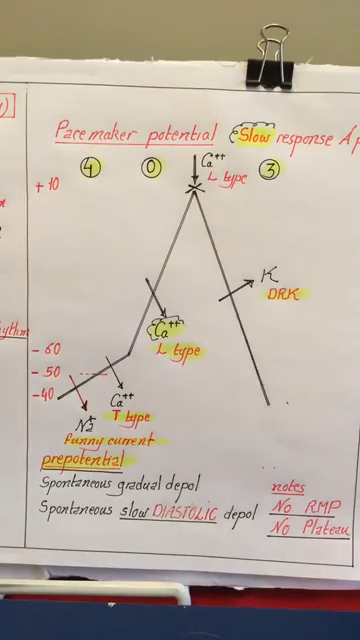 Pacemaker potential (Slow response A
4 0 3
Ca++
L type
+10
K
DRK
Ca++
L type
- 60
- 50
- 40
Ca++
T type
Na+
funny current
prepotential
Spontaneous gradual depol
Spontaneous slow DIASTOLIC depol
notes
No RMP
No Plateau